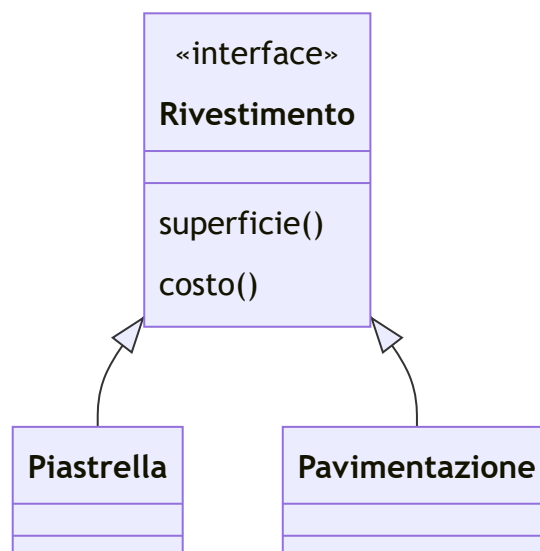 «interface»
Rivestimento
superficie()
costo()
Piastrella
Pavimentazione